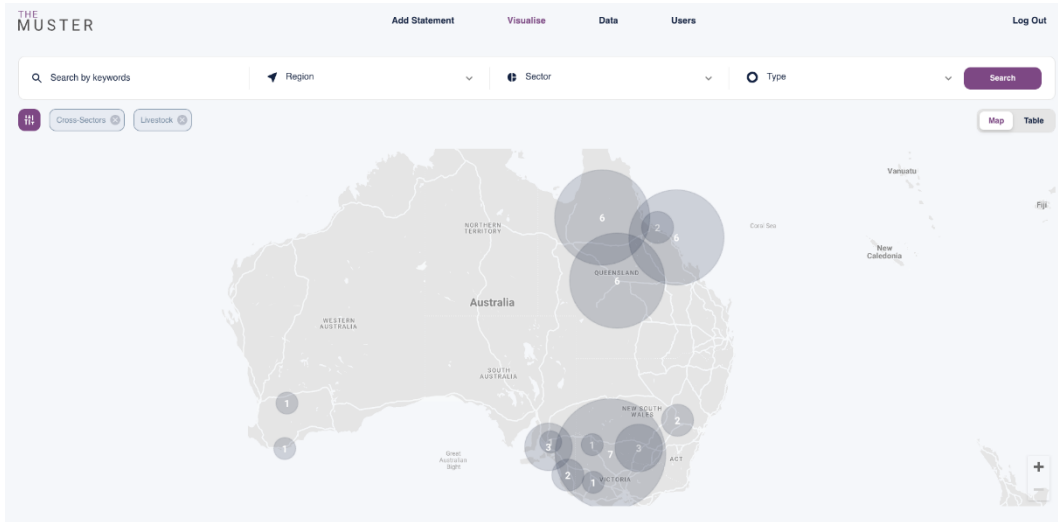 THE
MUSTER
Add Statement
Visualise
Data
Users
Log Out
Search by keywords
Region
Sector
Type
Search
Cross-Sectors
Livestock
Map
Table
Vanuatu
Fiji
6
2
6
NORTHERN
TERRITORY
Coral Sea
New
Caledonia
QUEENSLAND
6
Australia
WESTERN
AUSTRALIA
SOUTH
AUSTRALIA
1
NEW SOUTH
WALES
2
1
3
1
7
3
Great
Australian
Bight
ACT
2
1
VICTORIA
+
−